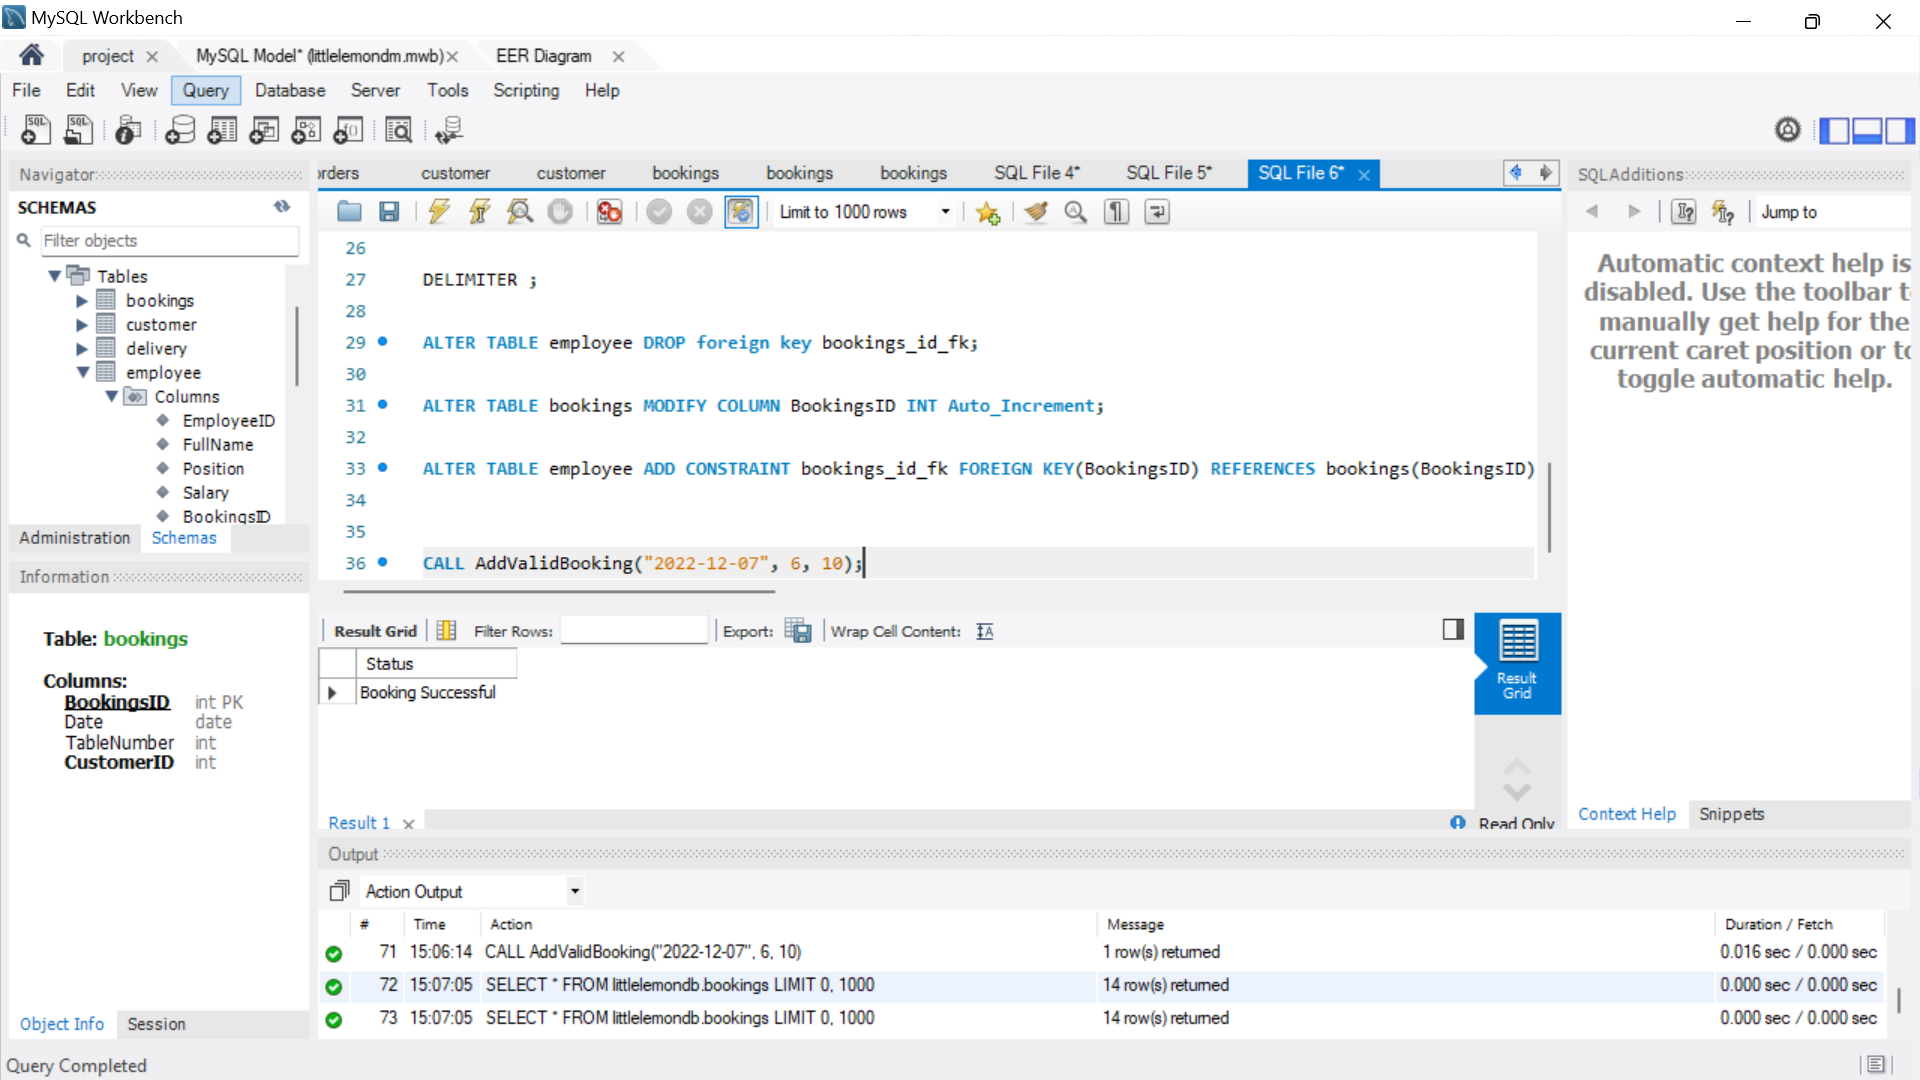 MySQL Workbench
project
MySQL Model* (littlelemondm.mwb)
EER Diagram
File Edit View Query Database Server Tools Scripting Help
Navigator
SCHEMAS
Filter objects
Tables
bookings
customer
delivery
employee
Columns
EmployeeID
FullName
Position
Salary
BookingsID
Administration Schemas
Information
Table: bookings
Columns:
BookingsID int PK
Date date
TableNumber int
CustomerID int
Object Info Session
rders customer customer bookings bookings bookings SQL File 4* SQL File 5* SQL File 6*
Limit to 1000 rows
26
27 DELIMITER ;
28
29 ALTER TABLE employee DROP foreign key bookings_id_fk;
30
31 ALTER TABLE bookings MODIFY COLUMN BookingsID INT Auto_Increment;
32
33 ALTER TABLE employee ADD CONSTRAINT bookings_id_fk FOREIGN KEY(BookingsID) REFERENCES bookings(BookingsID)
34
35
36 CALL AddValidBooking("2022-12-07", 6, 10);
Result Grid Filter Rows: Export: Wrap Cell Content:
Status
Booking Successful
Result
Grid
Result 1
Read Only
SQLAdditions
Jump to
Automatic context help is
disabled. Use the toolbar t
manually get help for the
current caret position or to
toggle automatic help.
Context Help Snippets
Output
Action Output
# Time Action Message Duration / Fetch
71 15:06:14 CALL AddValidBooking("2022-12-07", 6, 10) 1 row(s) returned 0.016 sec / 0.000 sec
72 15:07:05 SELECT * FROM littlelemondb.bookings LIMIT 0, 1000 14 row(s) returned 0.000 sec / 0.000 sec
73 15:07:05 SELECT * FROM littlelemondb.bookings LIMIT 0, 1000 14 row(s) returned 0.000 sec / 0.000 sec
Query Completed